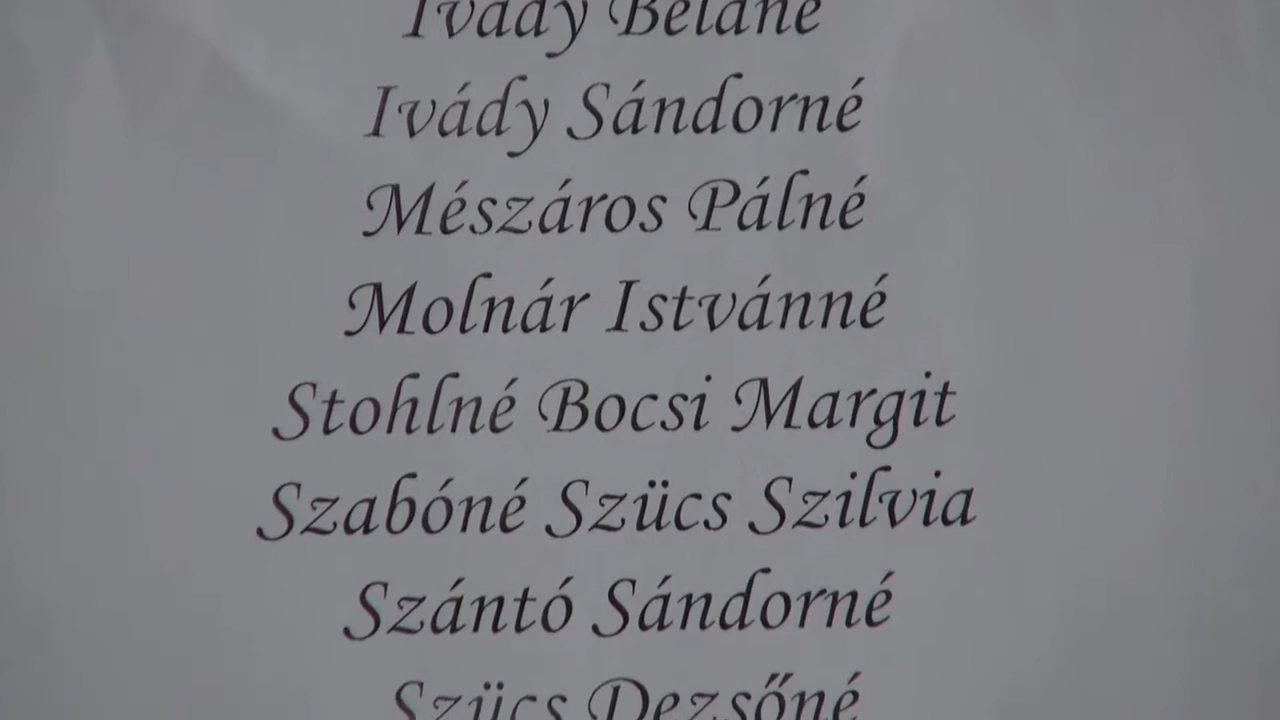 Ivády Béláné
Ivády Sándorné
Mészáros Pálné
Molnár Istvánné
Stohlné Bocsi Margit
Szabóné Szücs Szilvia
Szántó Sándorné
Szücs Dezsőné